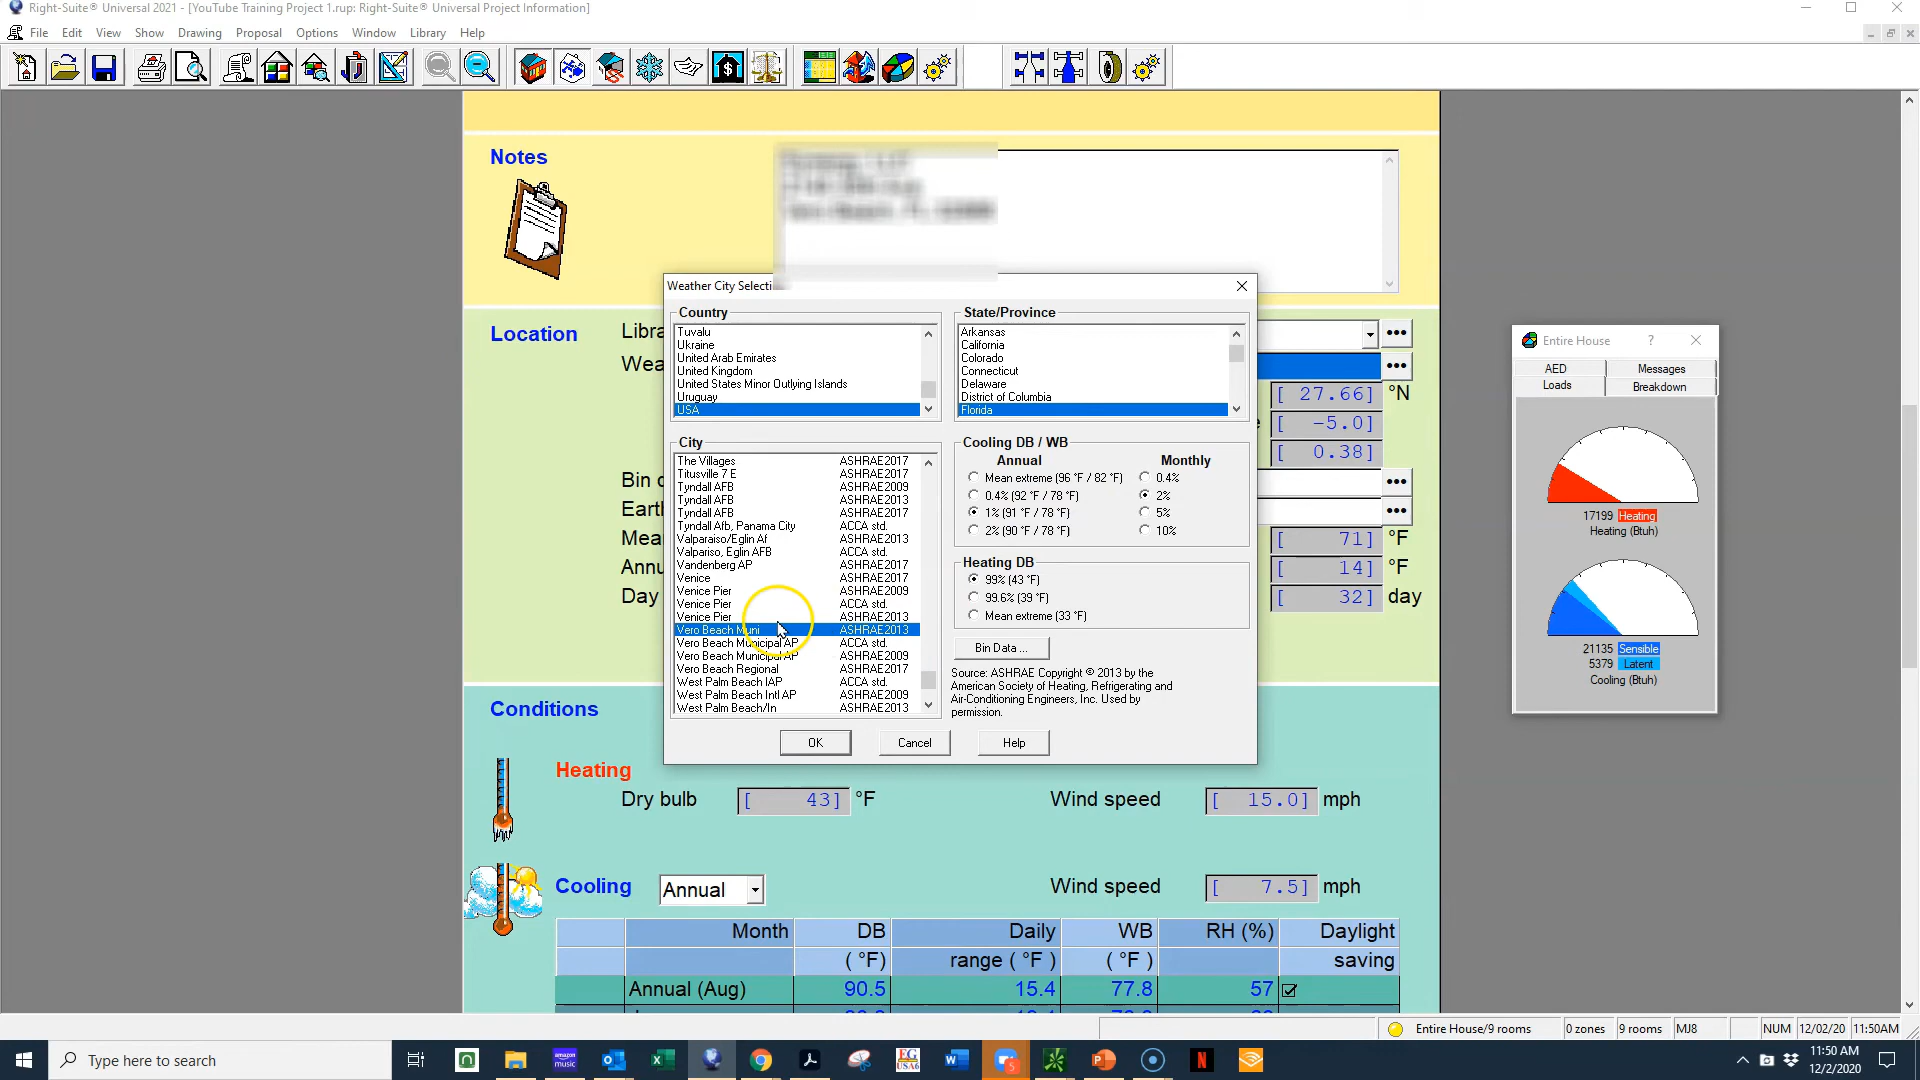 Right-Suite® Universal 2021 - [YouTube Training Project 1.rup: Right-Suite® Universal Project Information]
File Edit View Show Drawing Proposal Options Window Library Help
Notes
Location
Weather City Selecti
Country
Tuvalu
Ukraine
United Arab Emirates
United Kingdom
United States Minor Outlying Islands
Uruguay
USA
State/Province
Arkansas
California
Colorado
Connecticut
Delaware
District of Columbia
Florida
City
The Villages ASHRAE2017
Titusville 7 E ASHRAE2017
Tyndall AFB ASHRAE2009
Tyndall AFB ASHRAE2013
Tyndall AFB ASHRAE2017
Tyndall Afb, Panama City ACCA std.
Valparaiso/Eglin Af ASHRAE2013
Valpariso, Eglin AFB ACCA std.
Vandenberg AP ASHRAE2017
Venice ASHRAE2017
Venice Pier ASHRAE2009
Venice Pier ACCA std.
Venice Pier ASHRAE2013
Vero Beach Muni ASHRAE2013
Vero Beach Municipal AP ACCA std.
Vero Beach Municipal AP ASHRAE2009
Vero Beach Regional ASHRAE2017
West Palm Beach IAP ACCA std.
West Palm Beach Intl AP ASHRAE2009
West Palm Beach/In ASHRAE2013
Cooling DB / WB
Annual Monthly
Mean extreme (96 °F / 82 °F) 0.4%
0.4% (92 °F / 78 °F) 2%
1% (91 °F / 78 °F) 5%
2% (90 °F / 78 °F) 10%
Heating DB
99% (43 °F)
99.6% (39 °F)
Mean extreme (33 °F)
Bin Data ...
Source: ASHRAE Copyright © 2013 by the
American Society of Heating, Refrigerating and
Air-Conditioning Engineers, Inc. Used by
permission.
OK Cancel Help
Libra
Wea
[ 27.66] °N
[ -5.0]
[ 0.38]
Bin d
Eart
Mea [ 71] °F
Annu [ 14] °F
Day [ 32] day
Entire House ?
AED Messages
Loads Breakdown
17199 Heating
Heating (Btuh)
21135 Sensible
5379 Latent
Cooling (Btuh)
Conditions
Heating
Dry bulb [ 43] °F Wind speed [ 15.0] mph
Cooling Annual Wind speed [ 7.5] mph
Month DB Daily WB RH (%) Daylight
( °F) range ( °F ) ( °F ) saving
Annual (Aug) 90.5 15.4 77.8 57
Entire House/9 rooms 0 zones 9 rooms MJ8 NUM 12/02/20 11:50AM
Type here to search
amazon music
EG
USA6
11:50 AM
12/2/2020